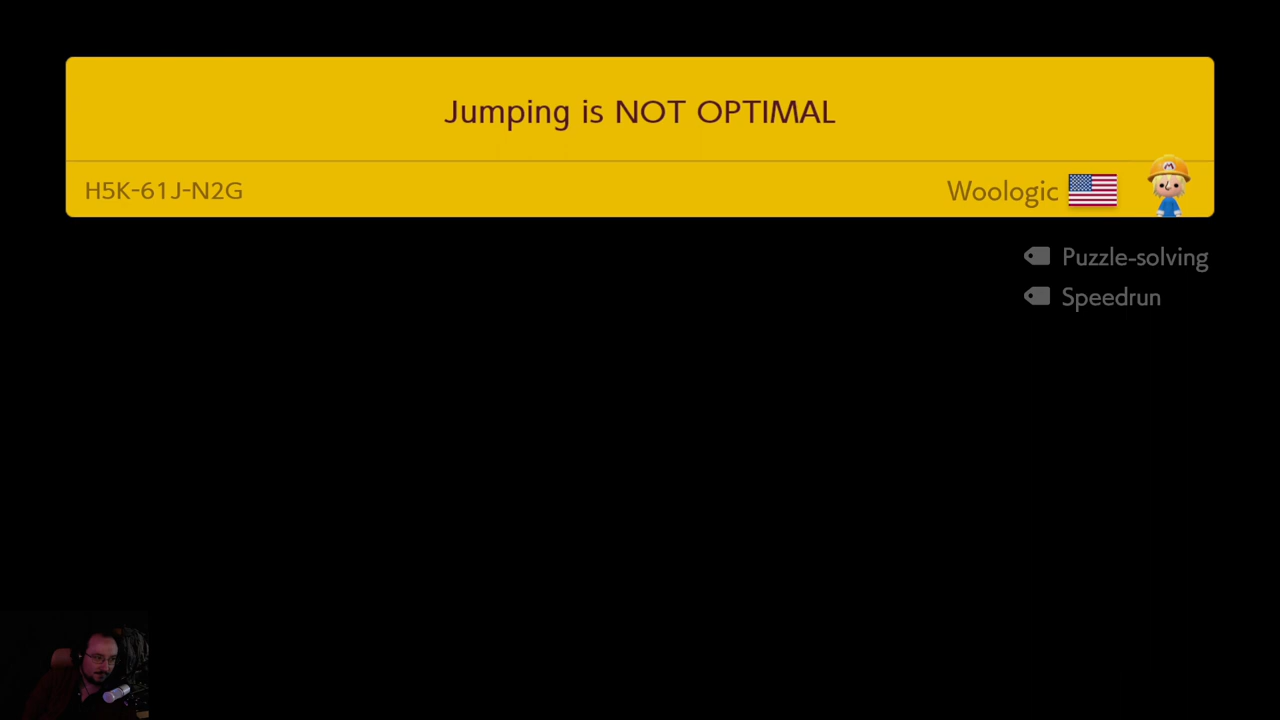 Jumping is NOT OPTIMAL
H5K-61J-N2G
Woologic
Puzzle-solving
Speedrun